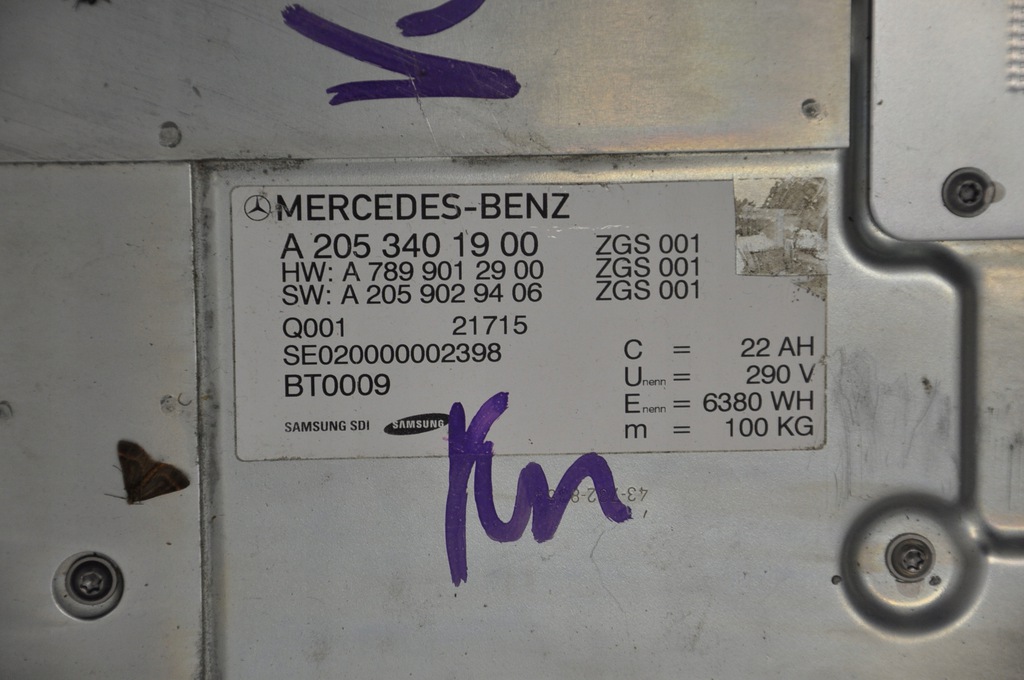 MERCEDES-BENZ
A 205 340 19 00 ZGS 001
HW: A 789 901 29 00 ZGS 001
SW: A 205 902 94 06 ZGS 001
Q001 21715
SE020000002398
BT0009
C = 22 AH
Unenn = 290 V
Enenn = 6380 WH
m = 100 KG
SAMSUNG SDI SAMSUNG